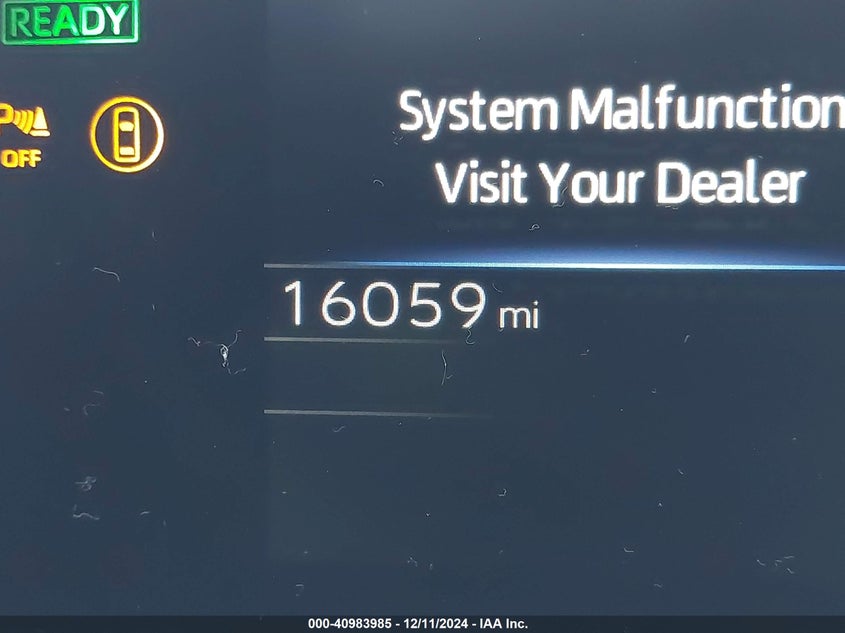 READY
System Malfunction
Visit Your Dealer
P
OFF
16059 mi
000-40983985 - 12/11/2024 - IAA Inc.